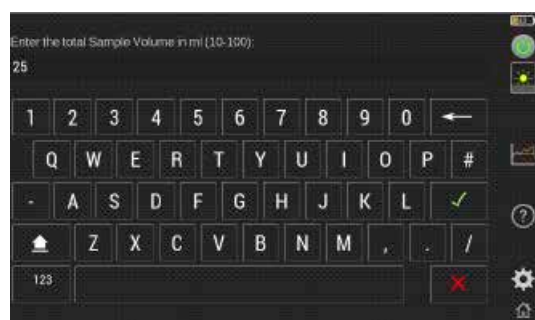 Enter the total Sample Volume in ml (10-100):
25
1 2 3 4 5 6 7 8 9 0
Q W E R T Y U I O P #
- A S D F G H J K L
Z X C V B N M , . /
123
?